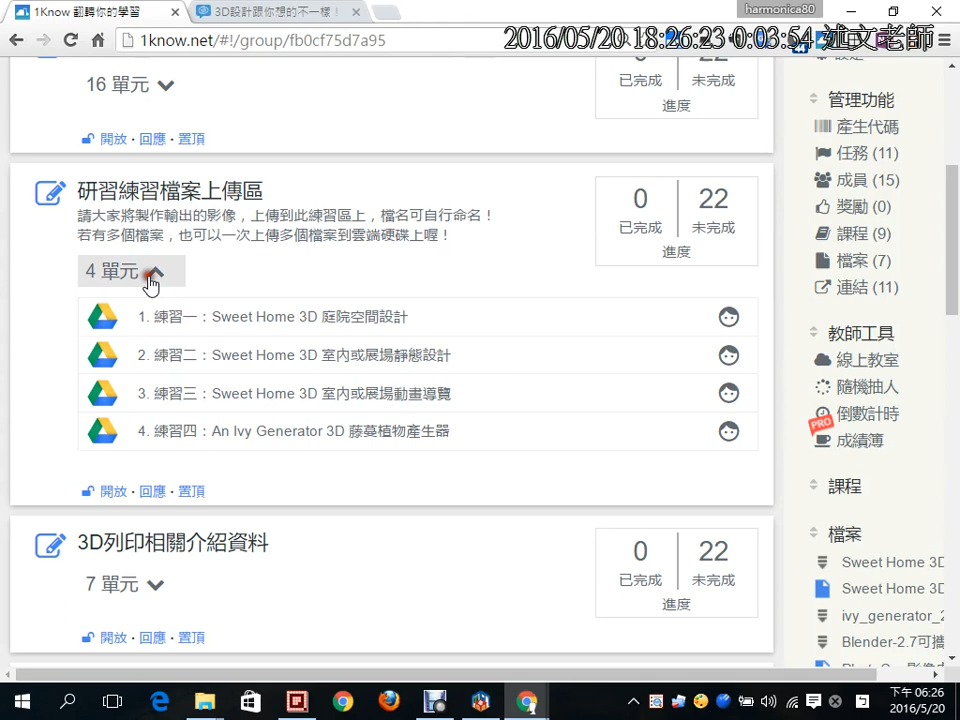 1Know 翻轉你的學習
3D設計跟你想的不一樣！
harmonica80
1know.net/#!/group/fb0cf75d7a95
2016/05/20 18:26:23 0:03:54 述文老師
16 單元
已完成
未完成
進度
開放·回應·置頂
研習練習檔案上傳區
請大家將製作輸出的影像，上傳到此練習區上，檔名可自行命名！
若有多個檔案，也可以一次上傳多個檔案到雲端硬碟上喔！
0
22
已完成
未完成
進度
4 單元
1. 練習一：Sweet Home 3D 庭院空間設計
2. 練習二：Sweet Home 3D 室內或展場靜態設計
3. 練習三：Sweet Home 3D 室內或展場動畫導覽
4. 練習四：An Ivy Generator 3D 藤蔓植物產生器
開放·回應·置頂
3D列印相關介紹資料
7 單元
0
22
已完成
未完成
進度
開放·回應·置頂
管理功能
產生代碼
任務 (11)
成員 (15)
獎勵 (0)
課程 (9)
檔案 (7)
連結 (11)
教師工具
線上教室
隨機抽人
倒數計時
PRO
成績簿
課程
檔案
Sweet Home 3D
Sweet Home 3D
ivy_generator_2
Blender-2.7可攜
下午 06:26
2016/5/20